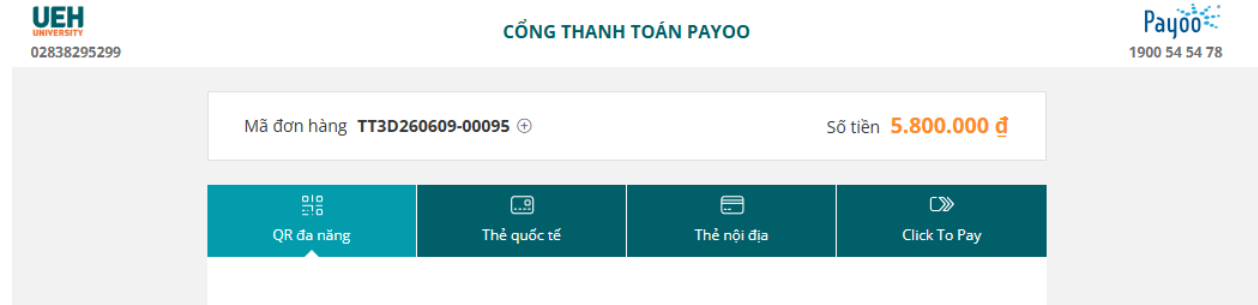 UEH
UNIVERSITY
02838295299
CỔNG THANH TOÁN PAYOO
Payoo
1900 54 54 78
Mã đơn hàng TT3D260609-00095
Số tiền 5.800.000 đ
QR đa năng
Thẻ quốc tế
Thẻ nội địa
Click To Pay